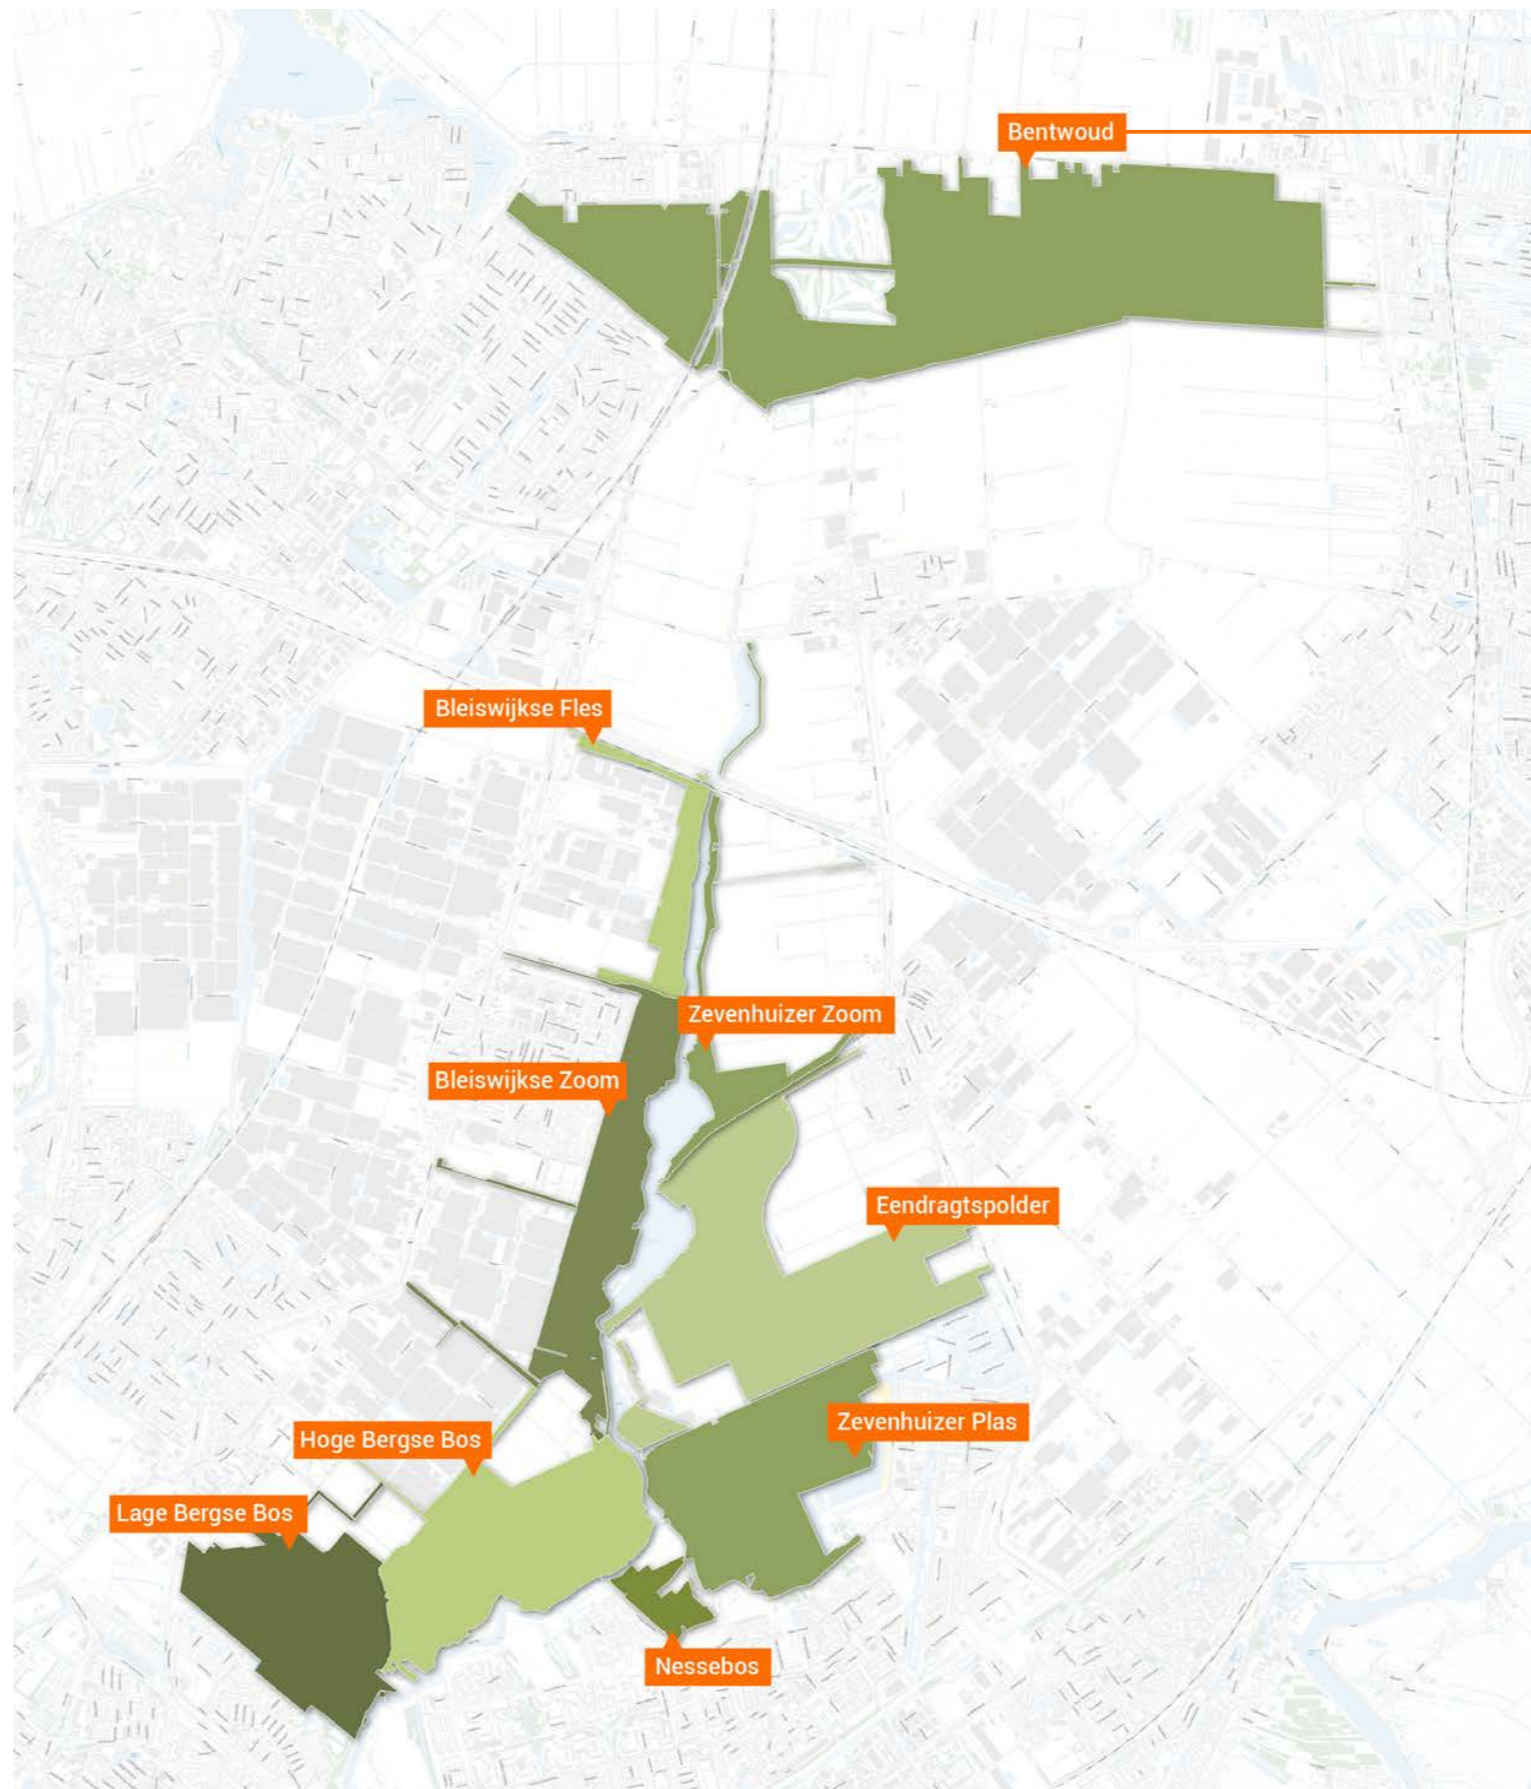 Bentwoud
Bleiswijkse Fles
Zevenhuizer Zoom
Bleiswijkse Zoom
Eendragtspolder
Zevenhuizer Plas
Hoge Bergse Bos
Lage Bergse Bos
Nessebos